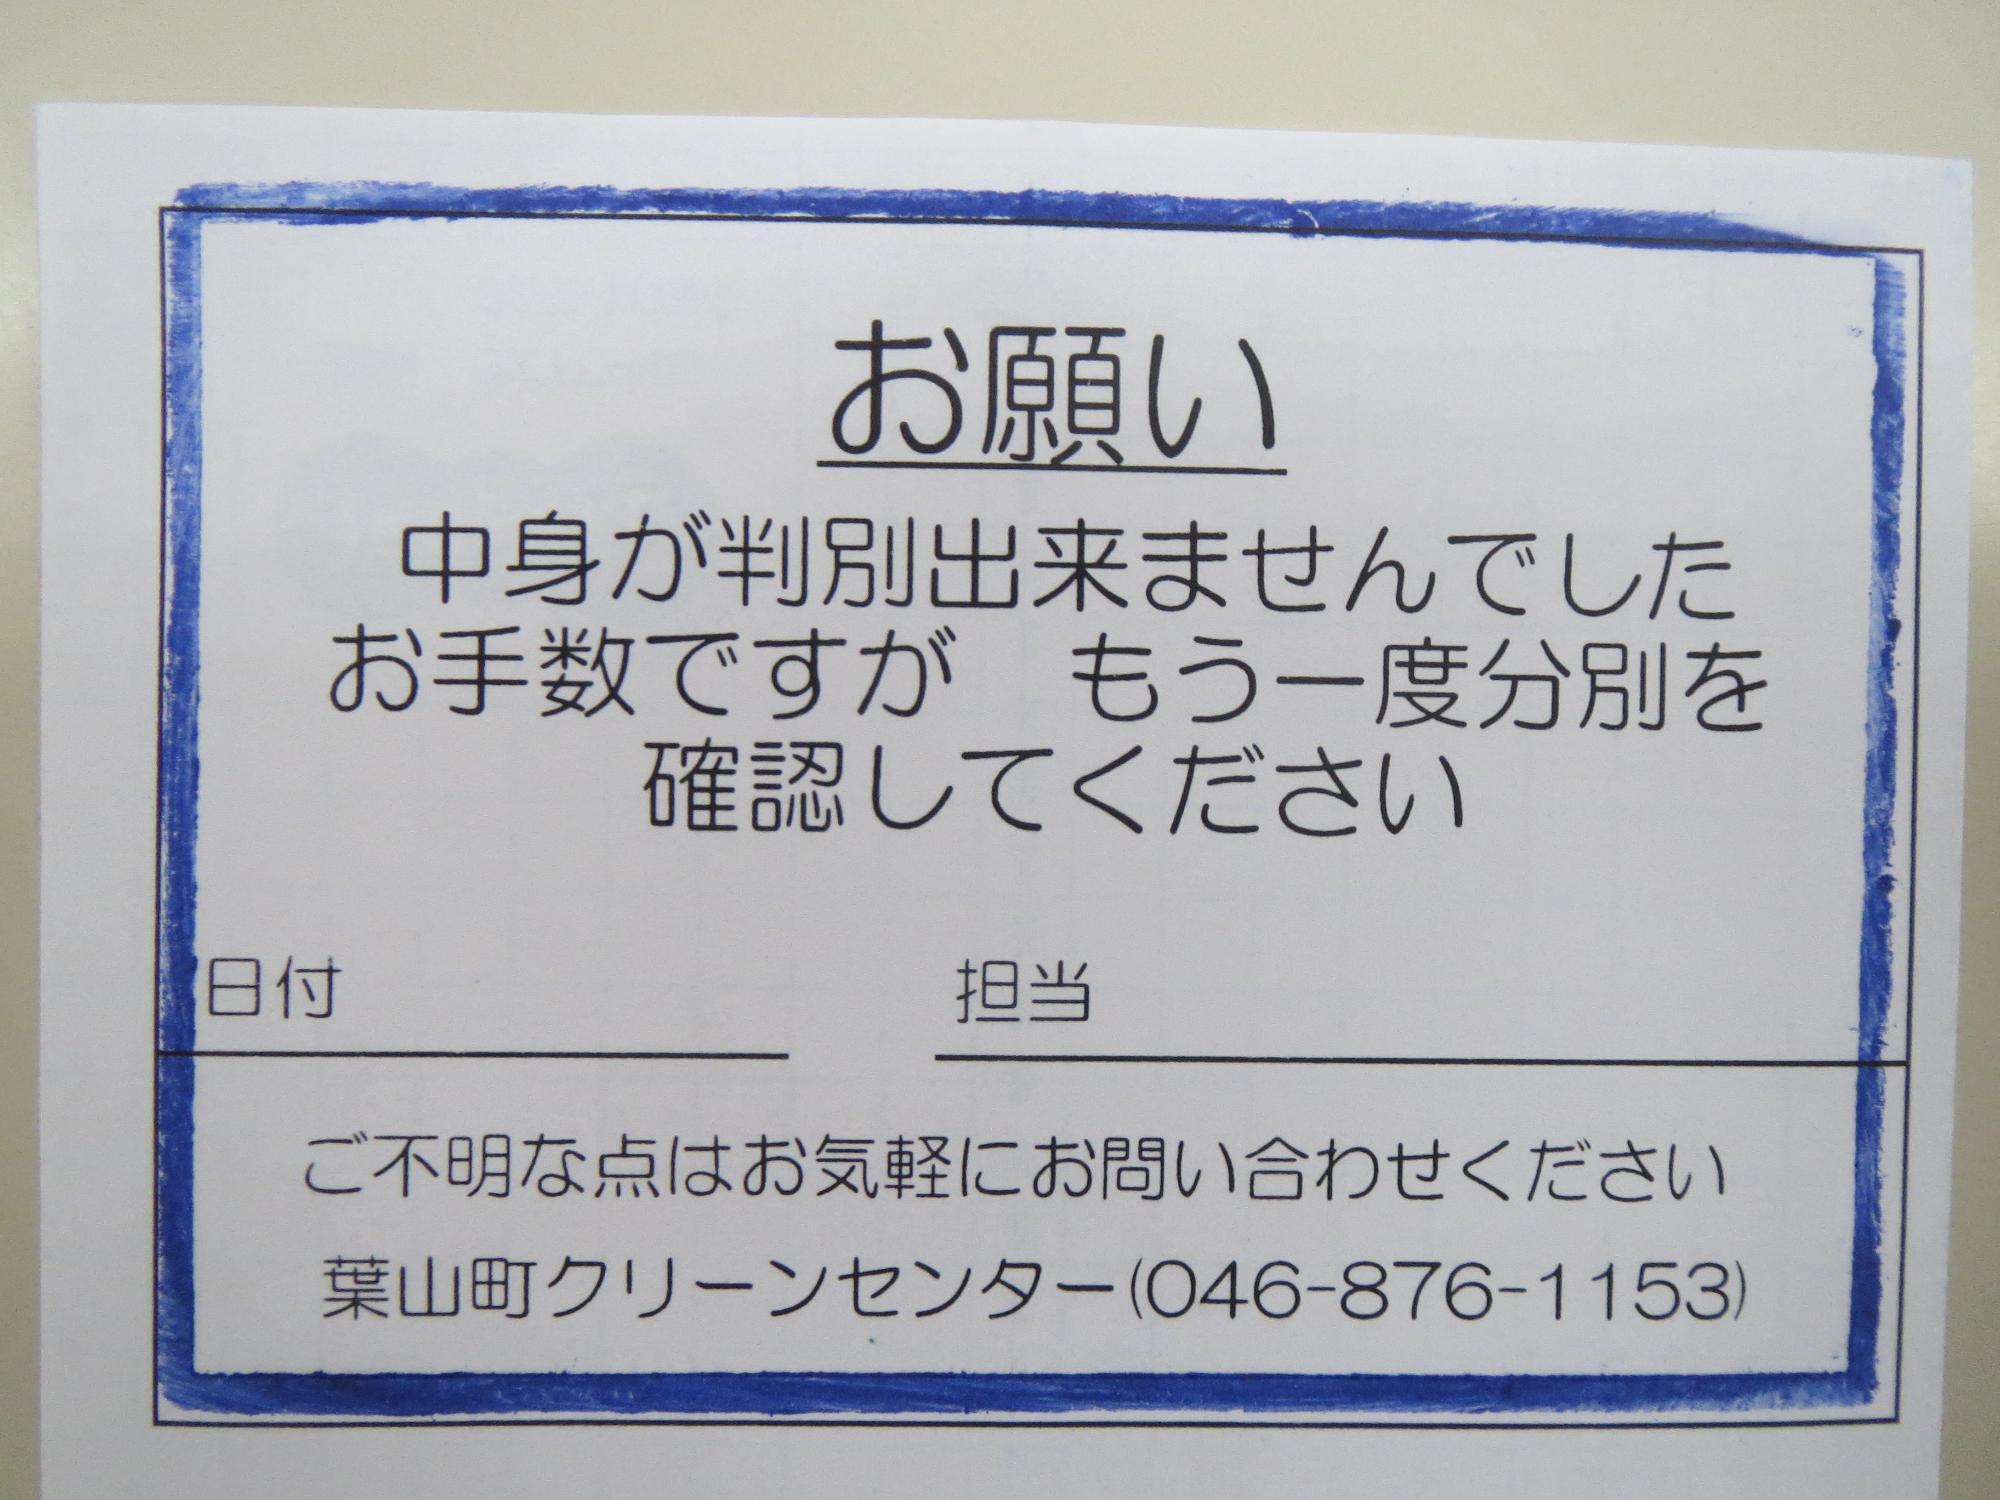 お願い
中身が判別出来ませんでした
お手数ですが　もう一度分別を
確認してください
日付　担当
ご不明な点はお気軽にお問い合わせください
葉山町クリーンセンター(046-876-1153)